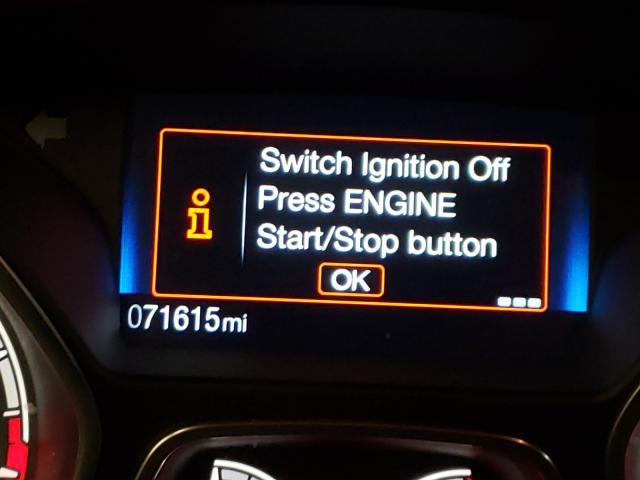 Switch Ignition Off
Press ENGINE
Start/Stop button
OK
071615mi